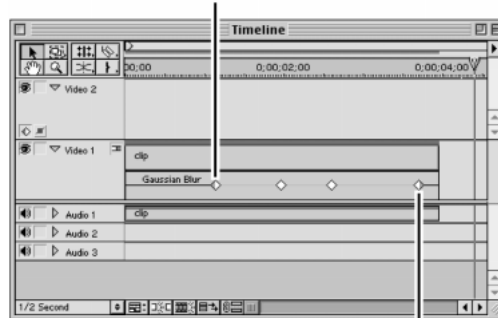 Timeline
00;00 0;00;02;00 0;00;04;00
Video 2
Video 1
clip
Gaussian Blur
Audio 1
clip
Audio 2
Audio 3
1/2 Second